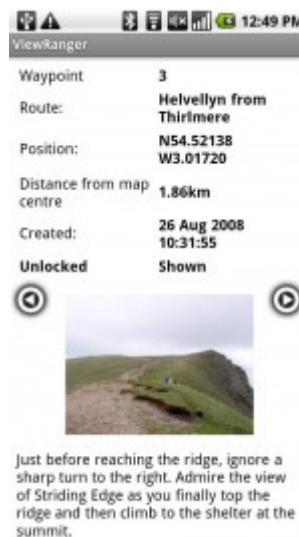 12:49 PM
ViewRanger
Waypoint 3
Route: Helvellyn from
Thirlmere
Position: N54.52138
W3.01720
Distance from map
centre 1.86km
Created: 26 Aug 2008
10:31:55
Unlocked Shown
Just before reaching the ridge, ignore a
sharp turn to the right. Admire the view
of Striding Edge as you finally top the
ridge and then climb to the shelter at the
summit.